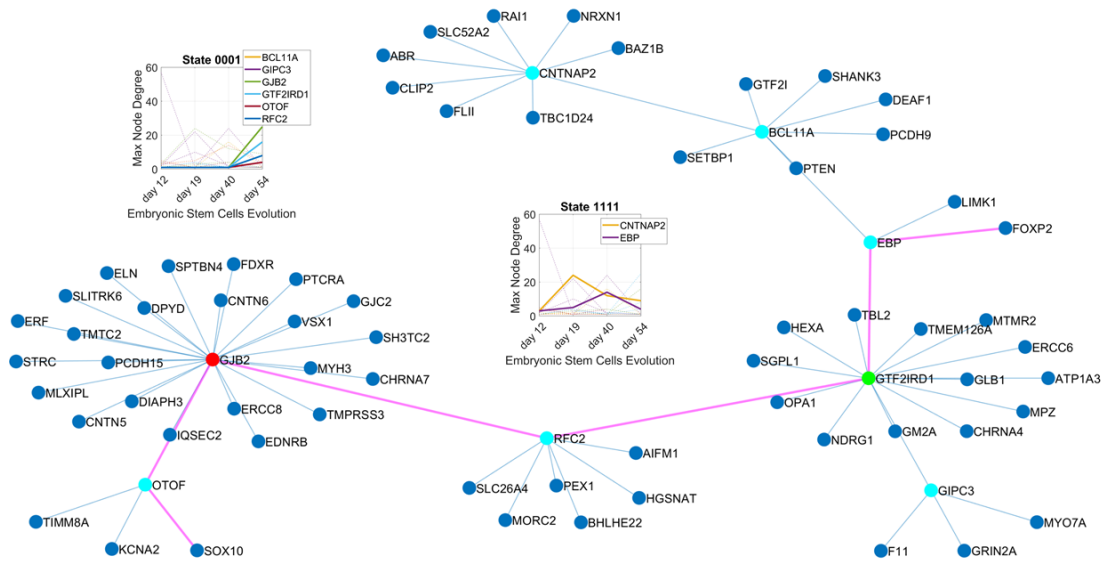 RAI1
NRXN1
SLC52A2
BAZ1B
ABR
CNTNAP2
CLIP2
FLII
TBC1D24
State 0001
BCL11A
GIPC3
GJB2
GTF2IRD1
OTOF
RFC2
Max Node Degree
60
40
20
0
day 12
day 19
day 40
day 54
Embryonic Stem Cells Evolution
GTF2I
SHANK3
DEAF1
BCL11A
PCDH9
SETBP1
PTEN
LIMK1
FOXP2
EBP
State 1111
CNTNAP2
EBP
Max Node Degree
60
40
20
0
day 12
day 19
day 40
day 54
Embryonic Stem Cells Evolution
ELN
SPTBN4
FDXR
PTCRA
SLITRK6
DPYD
CNTN6
GJC2
ERF
TMTC2
VSX1
SH3TC2
STRC
PCDH15
GJB2
MYH3
CHRNA7
MLXIPL
DIAPH3
ERCC8
TMPRSS3
CNTN5
IQSEC2
EDNRB
OTOF
TIMM8A
KCNA2
SOX10
RFC2
AIFM1
SLC26A4
PEX1
HGSNAT
MORC2
BHLHE22
HEXA
TBL2
TMEM126A
MTMR2
ERCC6
SGPL1
GTF2IRD1
GLB1
ATP1A3
OPA1
MPZ
NDRG1
GM2A
CHRNA4
GIPC3
MYO7A
F11
GRIN2A